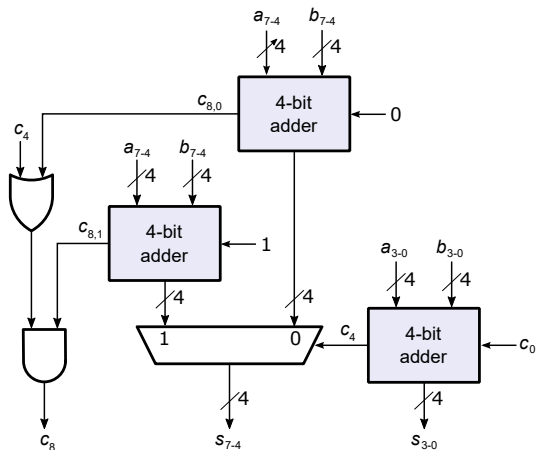 a7-4 b7-4
4 4
c8,0
4-bit
adder
0
c4
a7-4 b7-4
4 4
c8,1
4-bit
adder
1
a3-0 b3-0
4 4
4 4
1 0
c4
4-bit
adder
c0
4 4
c8 s7-4 s3-0